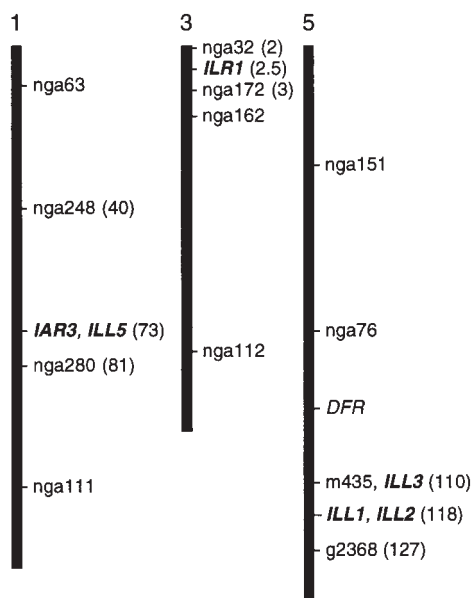 1
nga63
nga248 (40)
IAR3, ILL5 (73)
nga280 (81)
nga111
3
nga32 (2)
ILR1 (2.5)
nga172 (3)
nga162
nga112
5
nga151
nga76
DFR
m435, ILL3 (110)
ILL1, ILL2 (118)
g2368 (127)